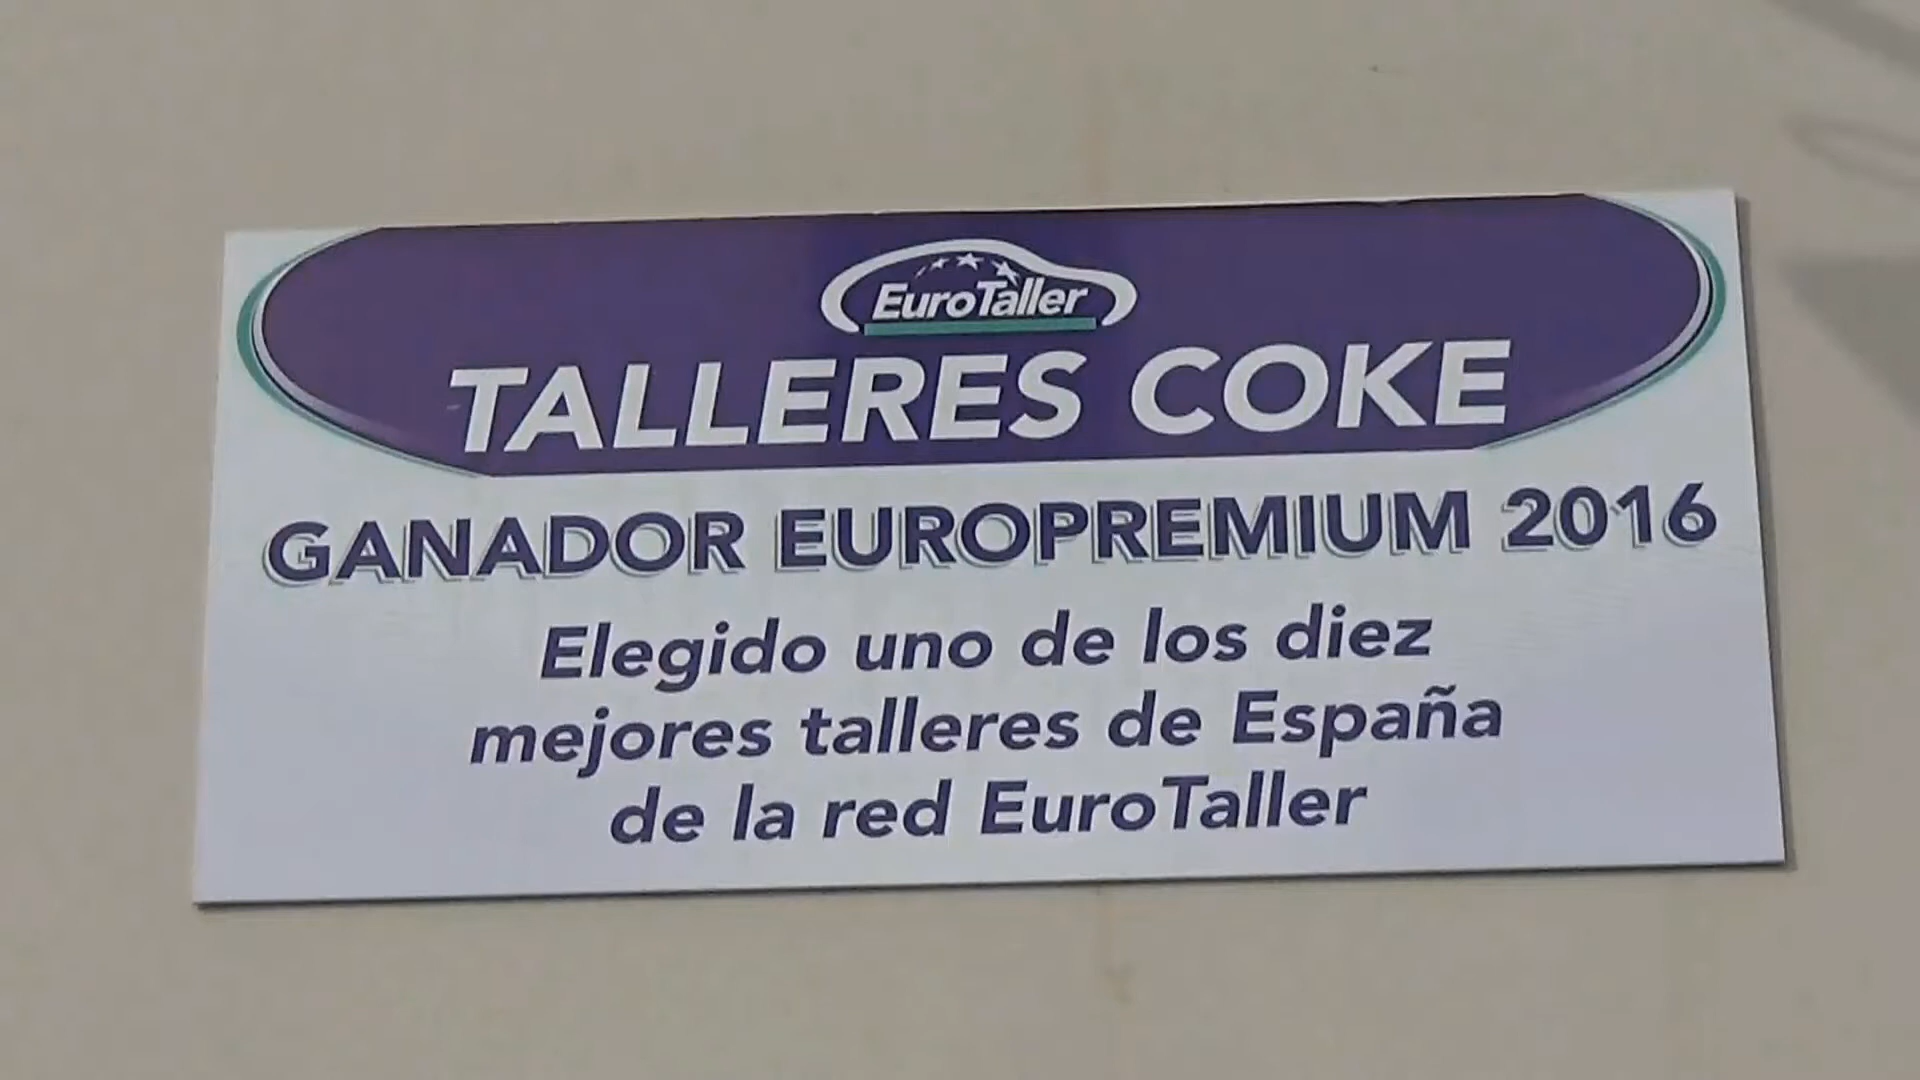 EuroTaller
TALLERES COKE
GANADOR EUROPREMIUM 2016
Elegido uno de los diez
mejores talleres de España
de la red EuroTaller